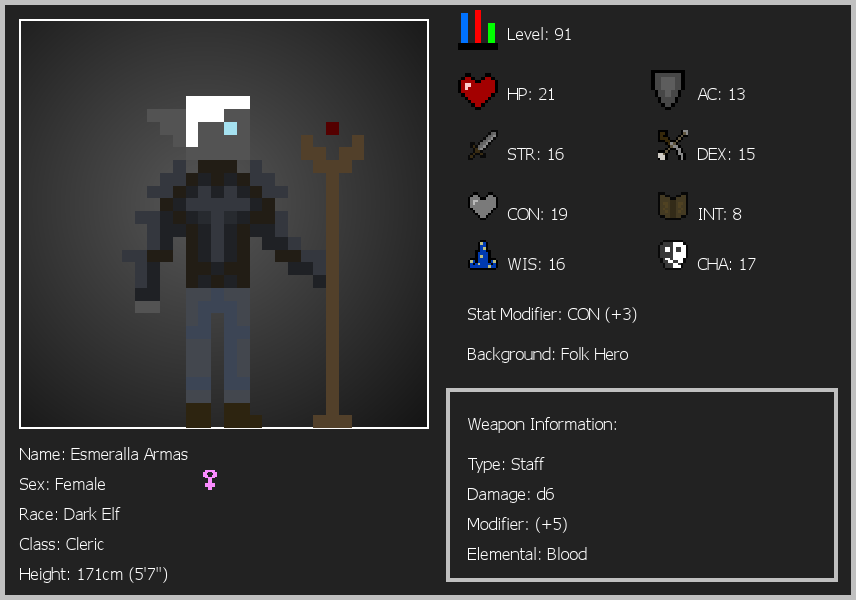 Level: 91
HP: 21
AC: 13
STR: 16
DEX: 15
CON: 19
INT: 8
WIS: 16
CHA: 17
Stat Modifier: CON (+3)
Background: Folk Hero
Weapon Information:
Type: Staff
Damage: d6
Modifier: (+5)
Elemental: Blood
Name: Esmeralla Armas
Sex: Female
Race: Dark Elf
Class: Cleric
Height: 171cm (5'7")